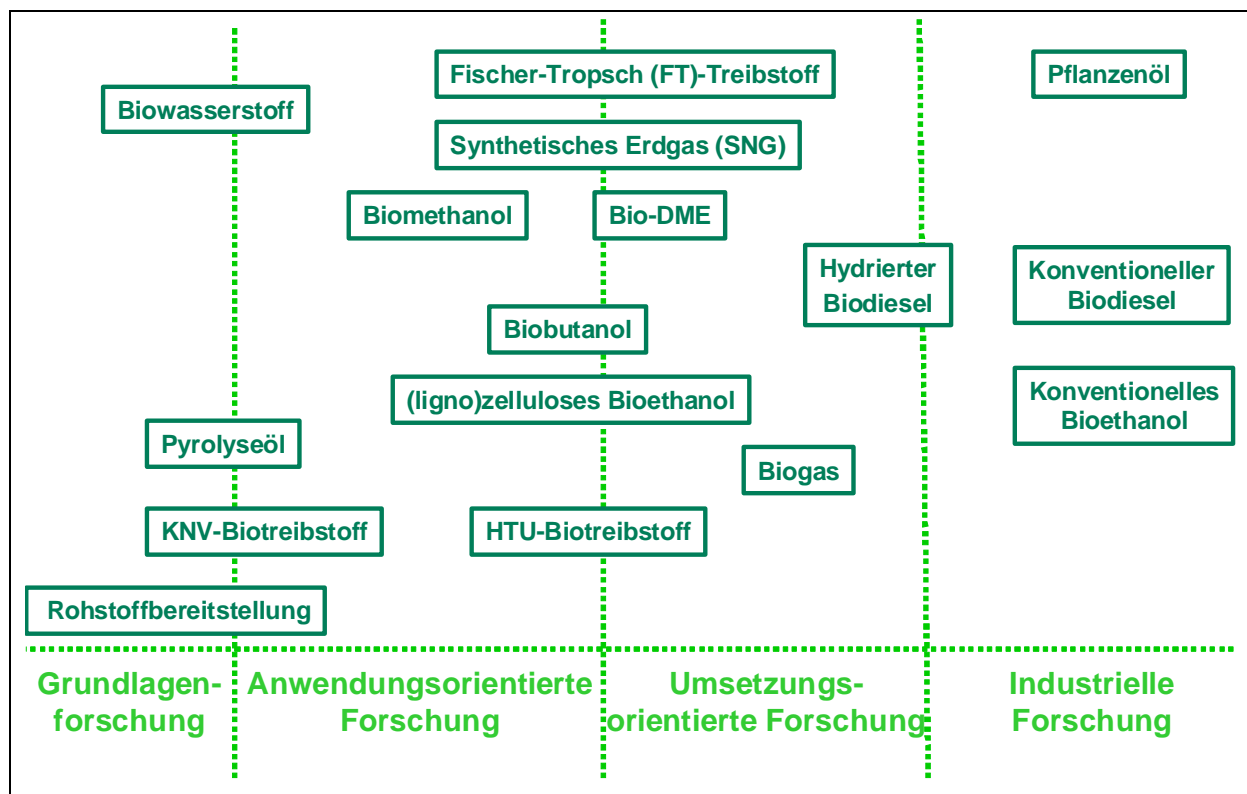 Fischer-Tropsch (FT)-Treibstoff
Pflanzenöl
Biowasserstoff
Synthetisches Erdgas (SNG)
Biomethanol
Bio-DME
Hydrierter
Biodiesel
Konventioneller
Biodiesel
Biobutanol
(ligno)zelluloses Bioethanol
Konventionelles
Bioethanol
Pyrolyseöl
Biogas
KNV-Biotreibstoff
HTU-Biotreibstoff
Rohstoffbereitstellung
Grundlagen-
forschung
Anwendungsorientierte
Forschung
Umsetzungs-
orientierte Forschung
Industrielle
Forschung